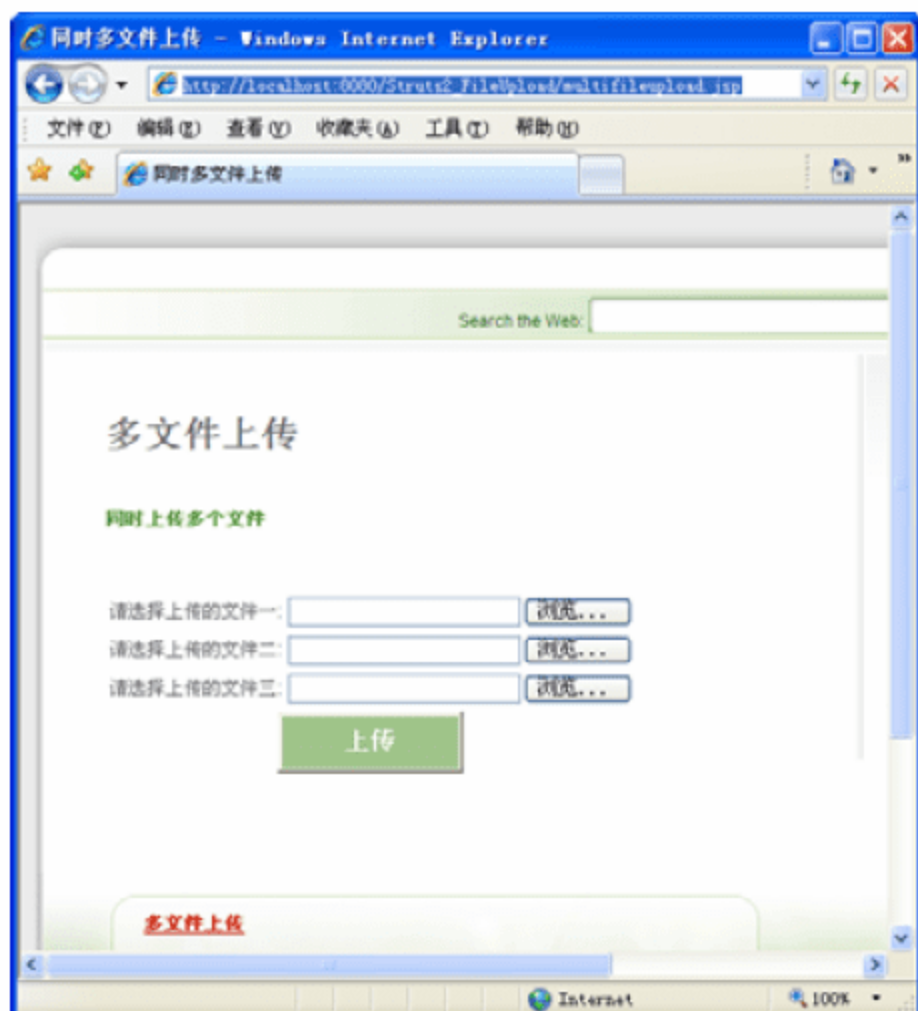 同时多文件上传 - Windows Internet Explorer
http://localhost:8080/Struts2_FileUpload/multifileupload.jsp
文件(F) 编辑(E) 查看(V) 收藏夹(A) 工具(T) 帮助(H)
同时多文件上传
Search the Web:
多文件上传
同时上传多个文件
请选择上传的文件一: 浏览...
请选择上传的文件二: 浏览...
请选择上传的文件三: 浏览...
上传
多文件上传
Internet 100%